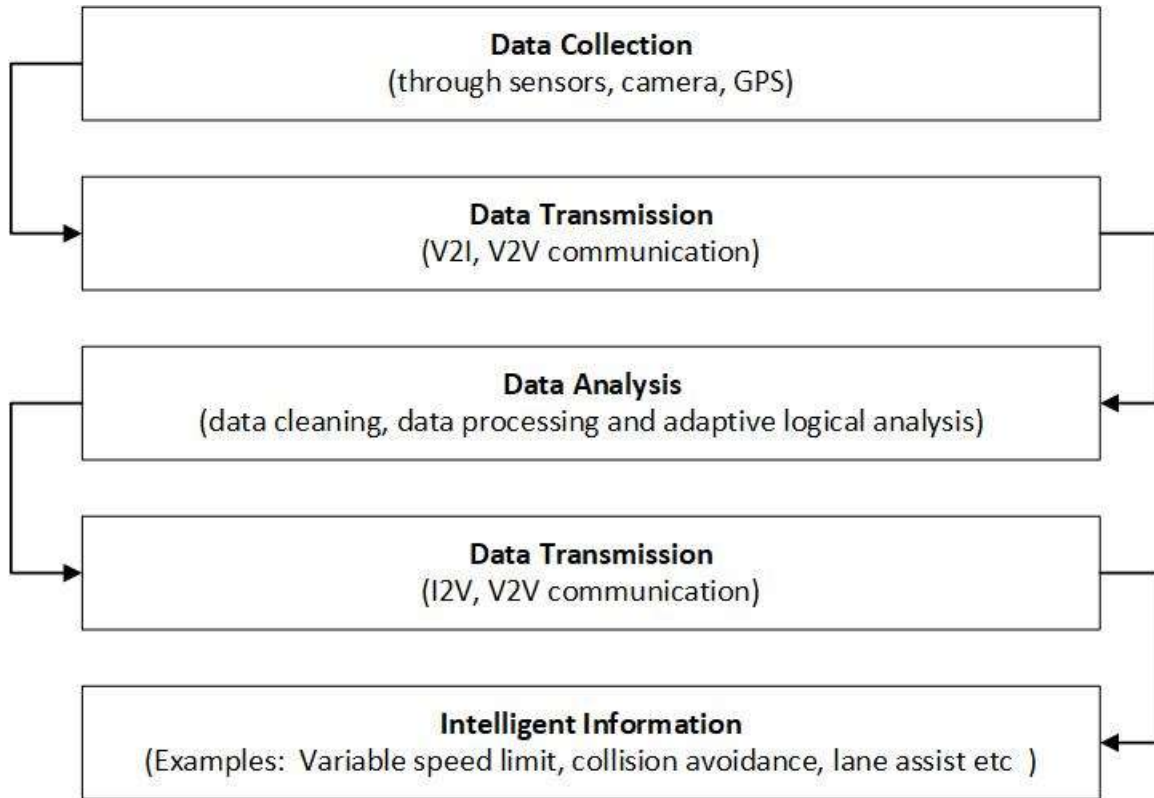 Data Collection
(through sensors, camera, GPS)
Data Transmission
(V2I, V2V communication)
Data Analysis
(data cleaning, data processing and adaptive logical analysis)
Data Transmission
(I2V, V2V communication)
Intelligent Information
(Examples:  Variable speed limit, collision avoidance, lane assist etc  )